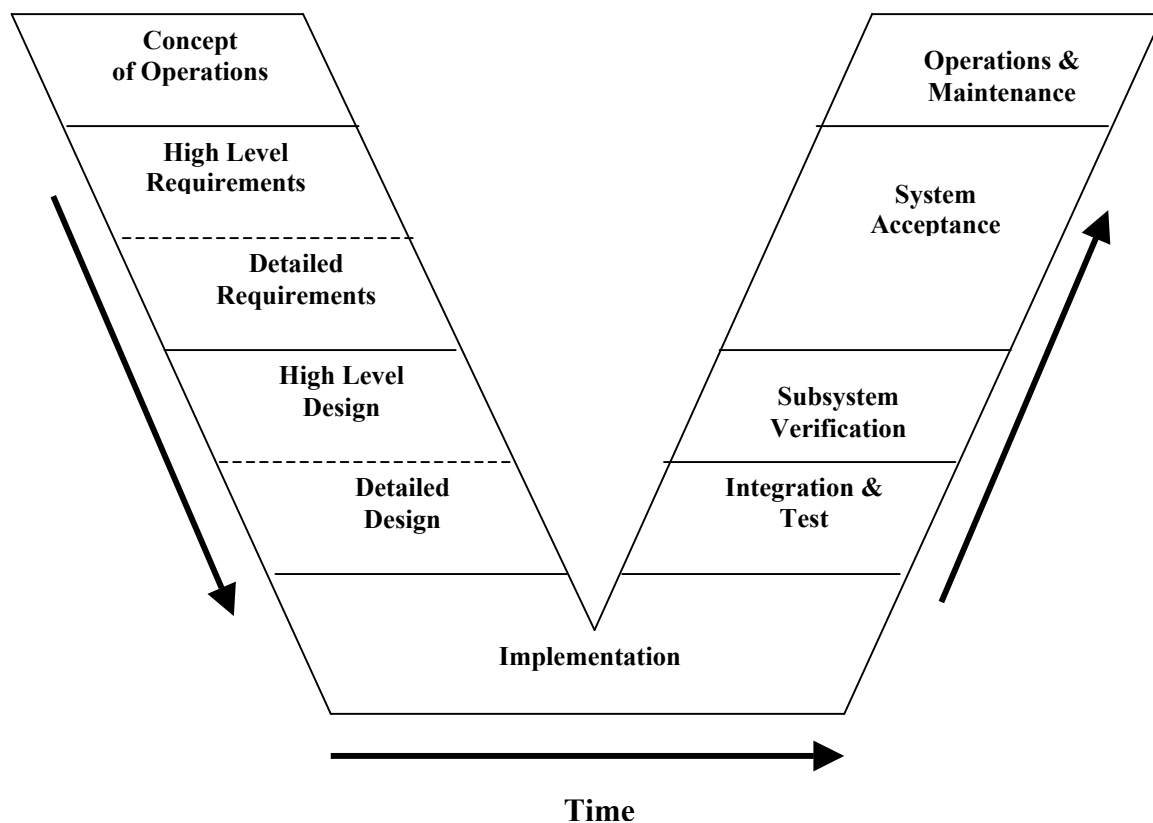 Concept
of Operations
High Level
Requirements
Detailed
Requirements
High Level
Design
Detailed
Design
Implementation
Integration &
Test
Subsystem
Verification
System
Acceptance
Operations &
Maintenance
Time